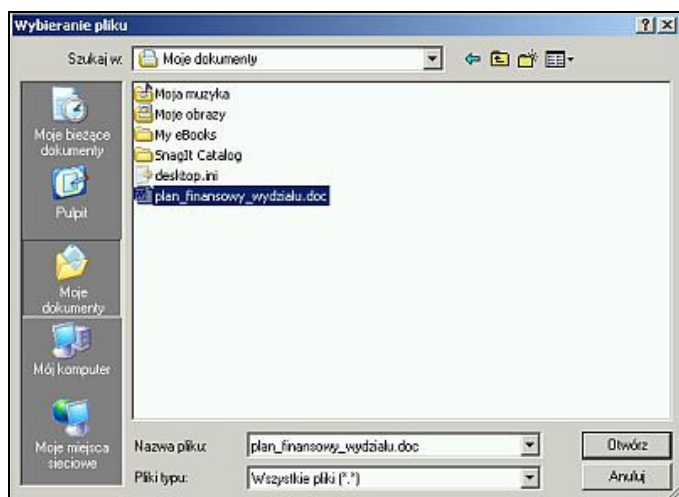 Wybieranie pliku
Szukaj w: Moje dokumenty
Moja muzyka
Moje obrazy
My eBooks
SnagIt Catalog
desktop.ini
plan_finansowy_wydzialu.doc
Moje bieżące
dokumenty
Pulpit
Moje
dokumenty
Mój komputer
Moje miejsca
sieciowe
Nazwa pliku: plan_finansowy_wydzialu.doc Otwórz
Pliki typu: Wszystkie pliki (*.*) Anuluj